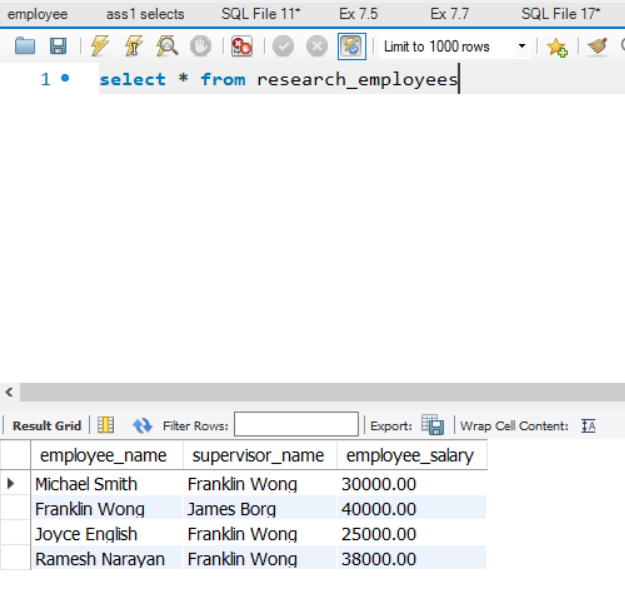 employee ass1 selects SQL File 11* Ex 7.5 Ex 7.7 SQL File 17*
Limit to 1000 rows
1 select * from research_employees
Result Grid Filter Rows: Export: Wrap Cell Content:
employee_name supervisor_name employee_salary
Michael Smith Franklin Wong 30000.00
Franklin Wong James Borg 40000.00
Joyce English Franklin Wong 25000.00
Ramesh Narayan Franklin Wong 38000.00